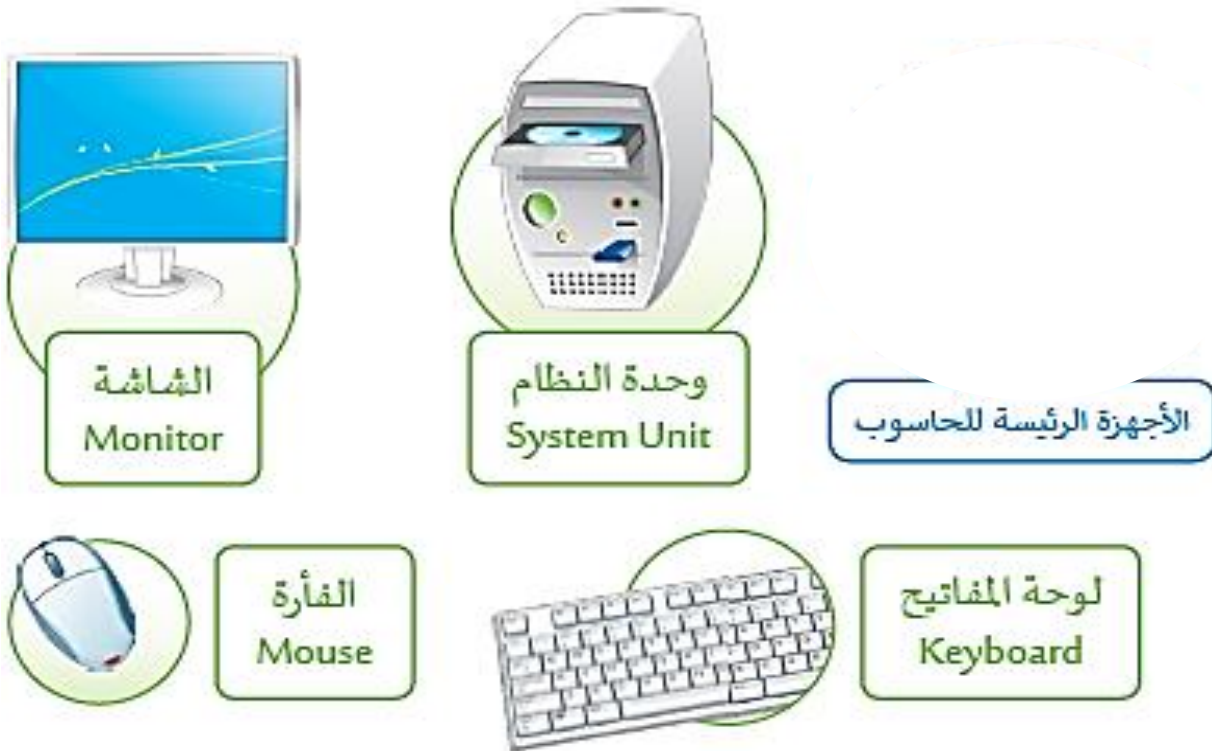 الأجهزة الرئيسة للحاسوب
وحدة النظام
System Unit
الشاشة
Monitor
لوحة المفاتيح
Keyboard
الفأرة
Mouse